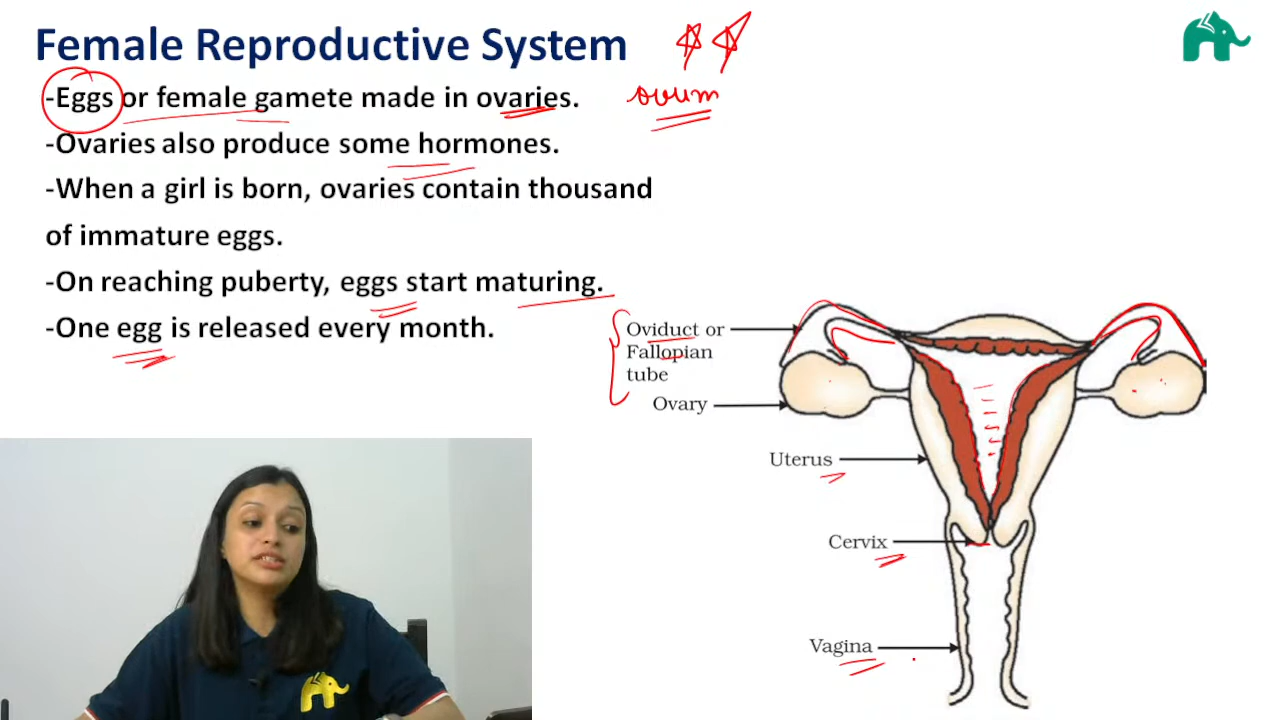 Female Reproductive System
-Eggs or female gamete made in ovaries. ovum
-Ovaries also produce some hormones.
-When a girl is born, ovaries contain thousand
of immature eggs.
-On reaching puberty, eggs start maturing.
-One egg is released every month.
Oviduct or
Fallopian
tube
Ovary
Uterus
Cervix
Vagina